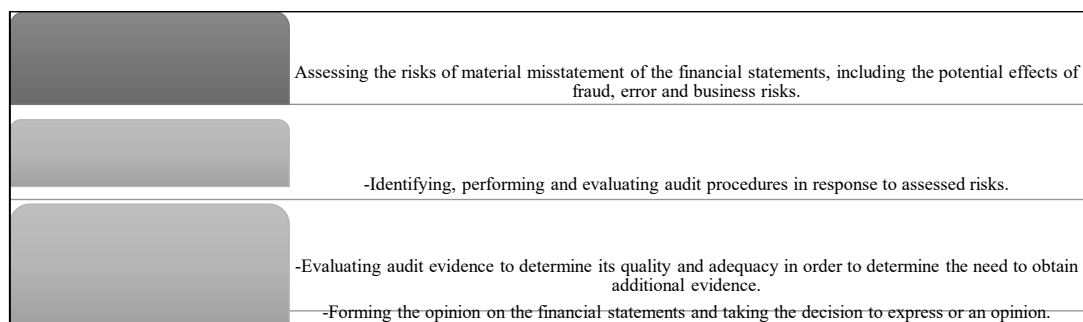 Assessing the risks of material misstatement of the financial statements, including the potential effects of
fraud, error and business risks.
-Identifying, performing and evaluating audit procedures in response to assessed risks.
-Evaluating audit evidence to determine its quality and adequacy in order to determine the need to obtain
additional evidence.
-Forming the opinion on the financial statements and taking the decision to express or an opinion.